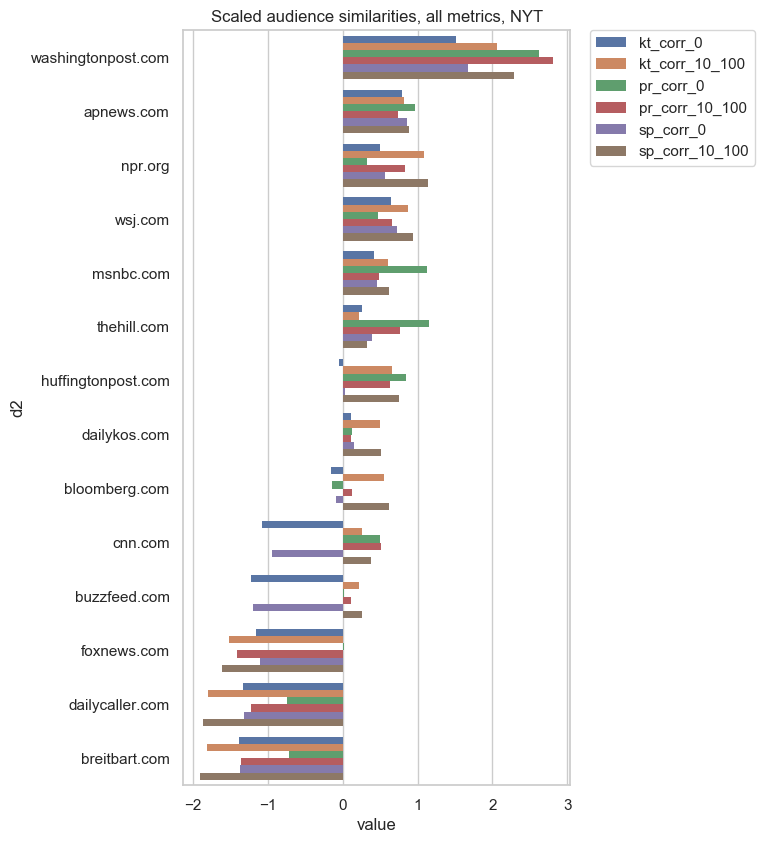 Scaled audience similarities, all metrics, NYT
washingtonpost.com
apnews.com
npr.org
wsj.com
msnbc.com
thehill.com
huffingtonpost.com
dailykos.com
bloomberg.com
cnn.com
buzzfeed.com
foxnews.com
dailycaller.com
breitbart.com
d2
−2 −1 0 1 2 3
value
kt_corr_0
kt_corr_10_100
pr_corr_0
pr_corr_10_100
sp_corr_0
sp_corr_10_100